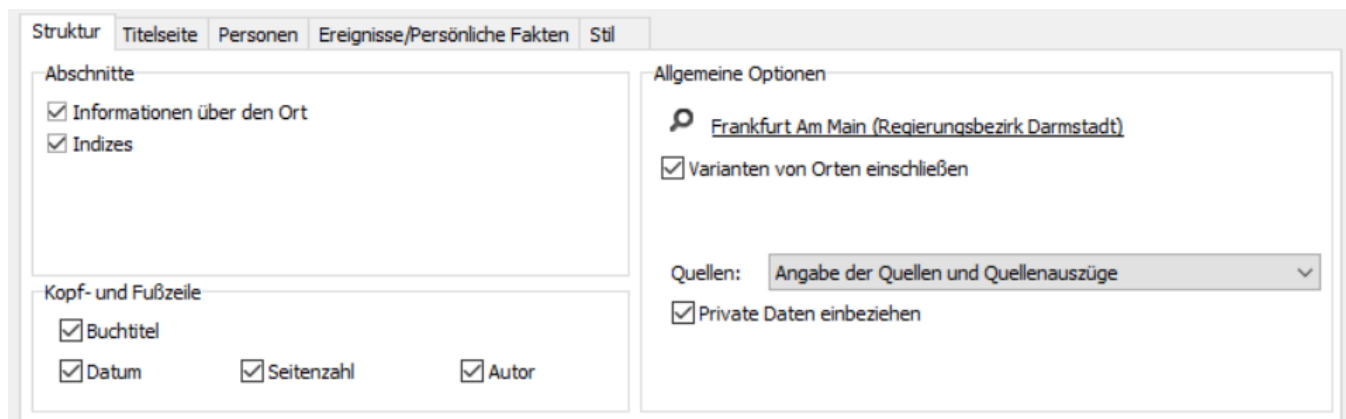 Struktur Titelseite Personen Ereignisse/Persönliche Fakten Stil
Abschnitte
Informationen über den Ort
Indizes
Kopf- und Fußzeile
Buchtitel
Datum Seitenzahl Autor
Allgemeine Optionen
Frankfurt Am Main (Regierungsbezirk Darmstadt)
Varianten von Orten einschließen
Quellen: Angabe der Quellen und Quellenauszüge
Private Daten einbeziehen